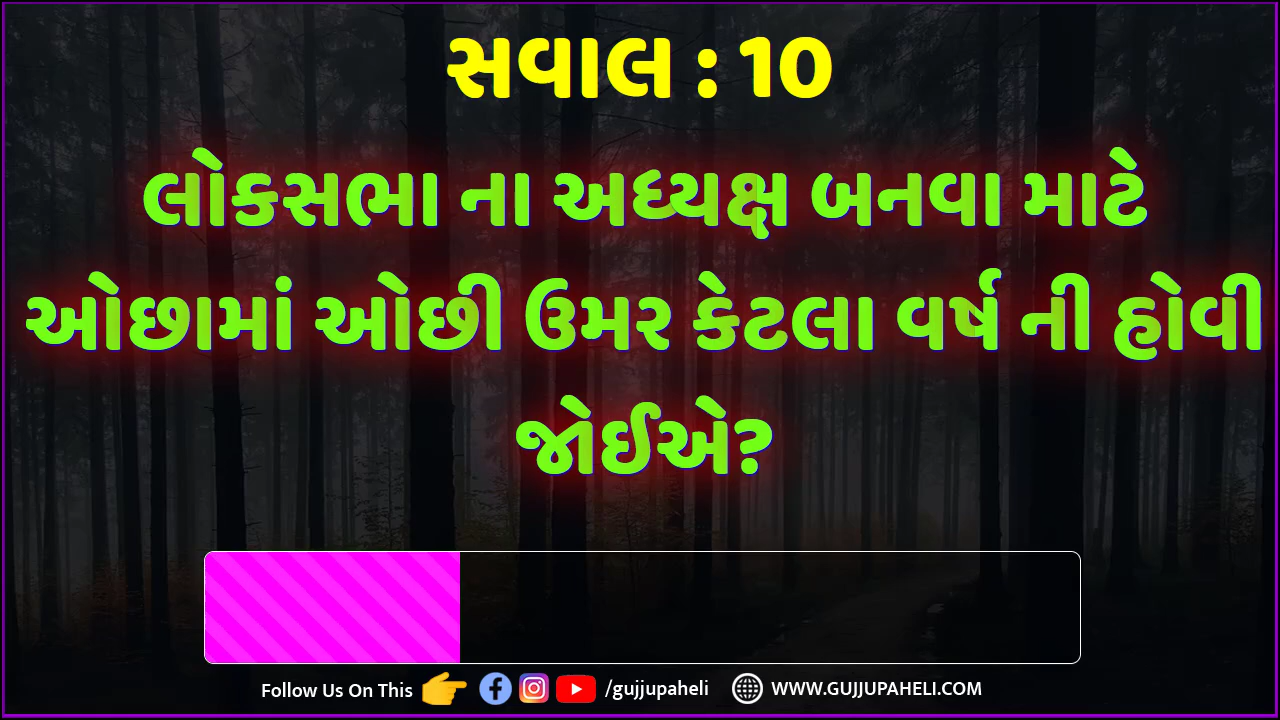 સવાલ : 10
લોકસભા ના અધ્યક્ષ બનવા માટે
ઓછામાં ઓછી ઉમર કેટલા વર્ષ ની હોવી
જોઈએ?
Follow Us On This /gujjupaheli WWW.GUJJUPAHELI.COM